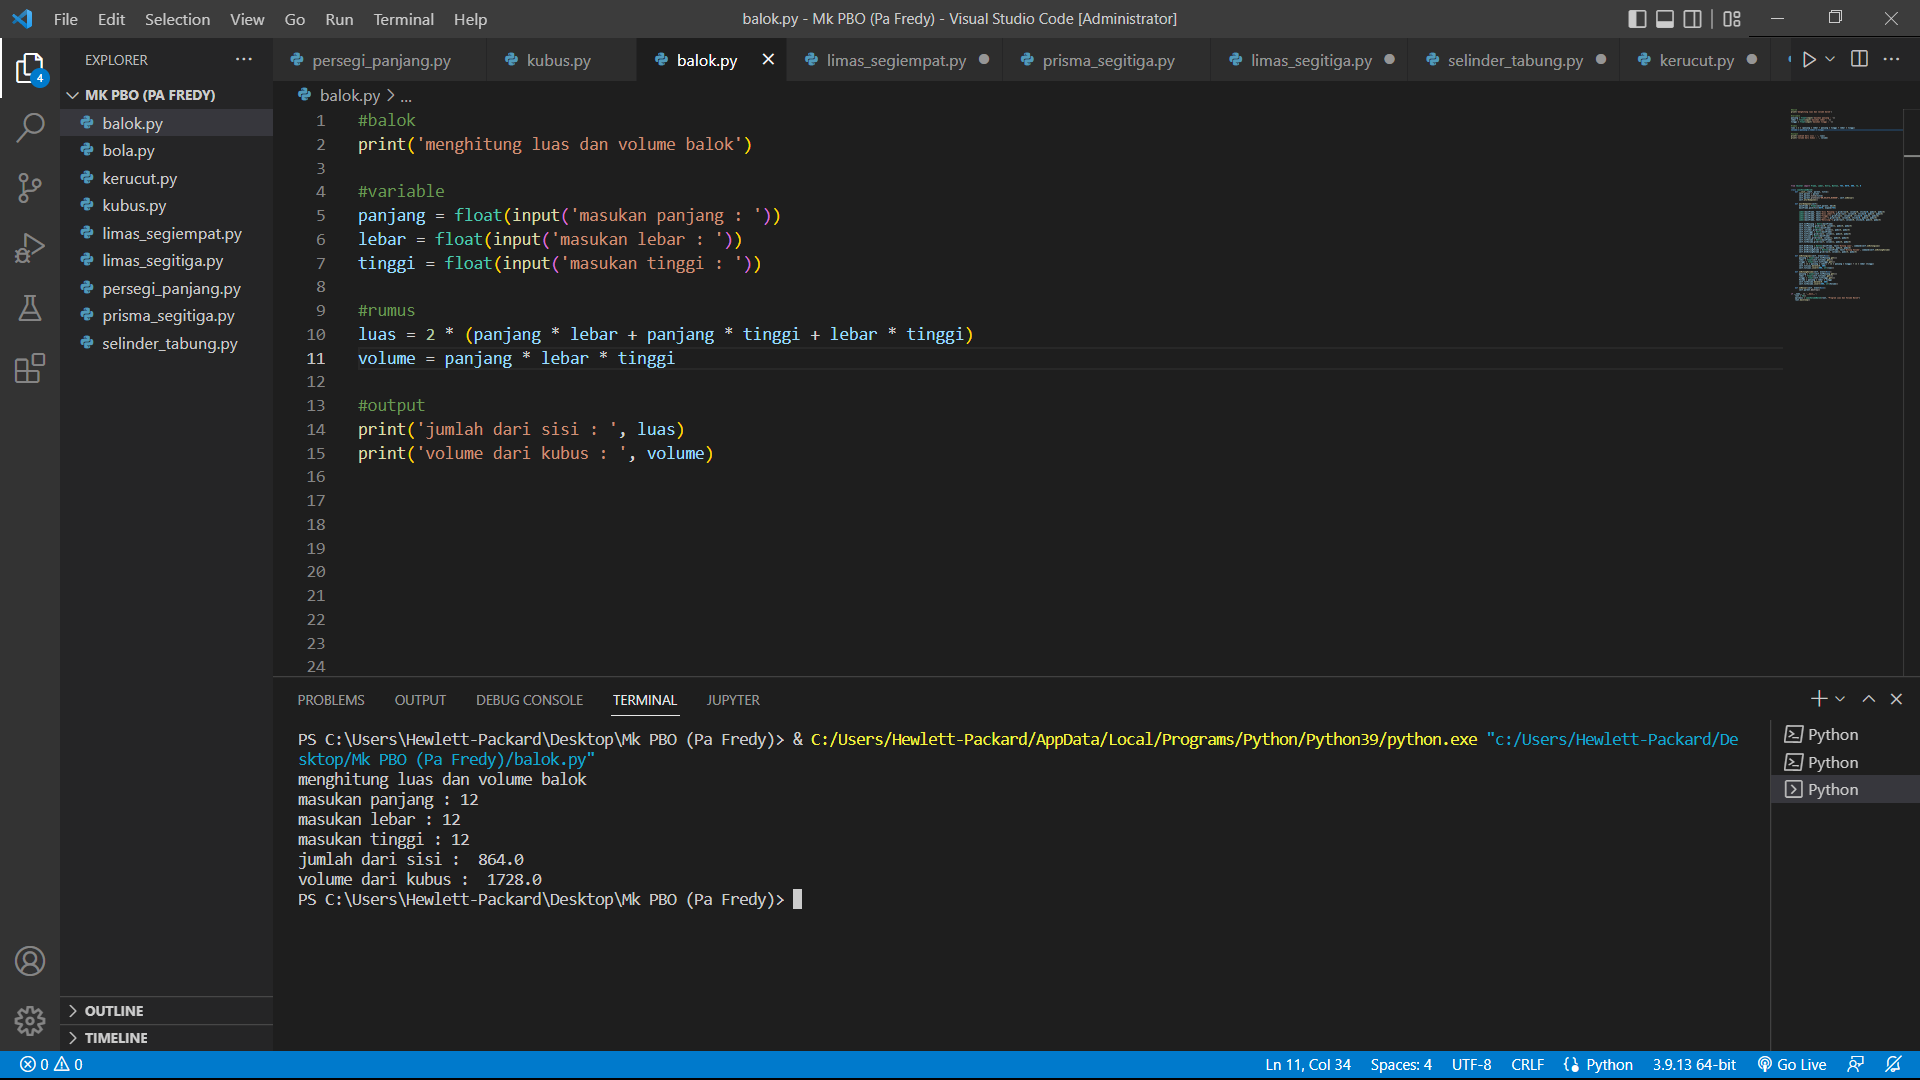 File Edit Selection View Go Run Terminal Help
balok.py - Mk PBO (Pa Fredy) - Visual Studio Code [Administrator]
EXPLORER
persegi_panjang.py kubus.py balok.py limas_segiempat.py prisma_segitiga.py limas_segitiga.py selinder_tabung.py kerucut.py
4
MK PBO (PA FREDY)
balok.py
bola.py
kerucut.py
kubus.py
limas_segiempat.py
limas_segitiga.py
persegi_panjang.py
prisma_segitiga.py
selinder_tabung.py
OUTLINE
TIMELINE
balok.py > ...
1 #balok
2 print('menghitung luas dan volume balok')
3
4 #variable
5 panjang = float(input('masukan panjang : '))
6 lebar = float(input('masukan lebar : '))
7 tinggi = float(input('masukan tinggi : '))
8
9 #rumus
10 luas = 2 * (panjang * lebar + panjang * tinggi + lebar * tinggi)
11 volume = panjang * lebar * tinggi
12
13 #output
14 print('jumlah dari sisi : ', luas)
15 print('volume dari kubus : ', volume)
16
17
18
19
20
21
22
23
24
PROBLEMS OUTPUT DEBUG CONSOLE TERMINAL JUPYTER
PS C:\Users\Hewlett-Packard\Desktop\Mk PBO (Pa Fredy)> & C:/Users/Hewlett-Packard/AppData/Local/Programs/Python/Python39/python.exe "c:/Users/Hewlett-Packard/De
sktop/Mk PBO (Pa Fredy)/balok.py"
menghitung luas dan volume balok
masukan panjang : 12
masukan lebar : 12
masukan tinggi : 12
jumlah dari sisi :  864.0
volume dari kubus :  1728.0
PS C:\Users\Hewlett-Packard\Desktop\Mk PBO (Pa Fredy)>
Python
Python
Python
0 0
Ln 11, Col 34 Spaces: 4 UTF-8 CRLF Python 3.9.13 64-bit Go Live